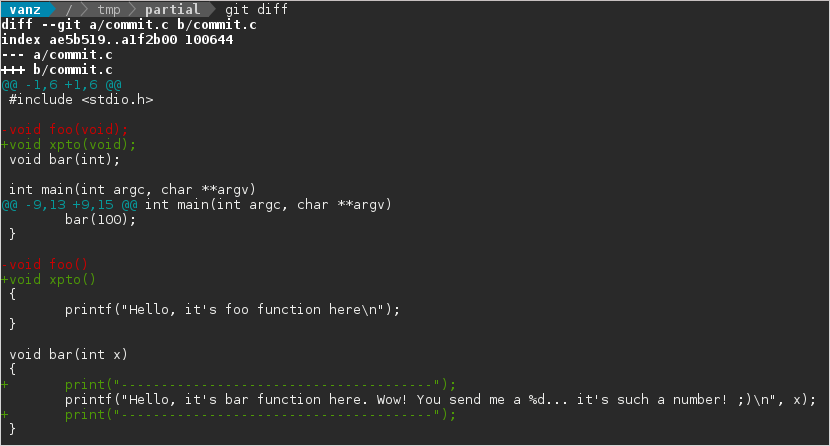 vanz / tmp partial git diff
diff --git a/commit.c b/commit.c
index ae5b519..a1f2b00 100644
--- a/commit.c
+++ b/commit.c
@@ -1,6 +1,6 @@
 #include <stdio.h>

-void foo(void);
+void xpto(void);
 void bar(int);

 int main(int argc, char **argv)
@@ -9,13 +9,15 @@ int main(int argc, char **argv)
        bar(100);
 }

-void foo()
+void xpto()
 {
        printf("Hello, it's foo function here\n");
 }

 void bar(int x)
 {
+       print("---------------------------------------");
        printf("Hello, it's bar function here. Wow! You send me a %d... it's such a number! ;)\n", x);
+       print("---------------------------------------");
 }